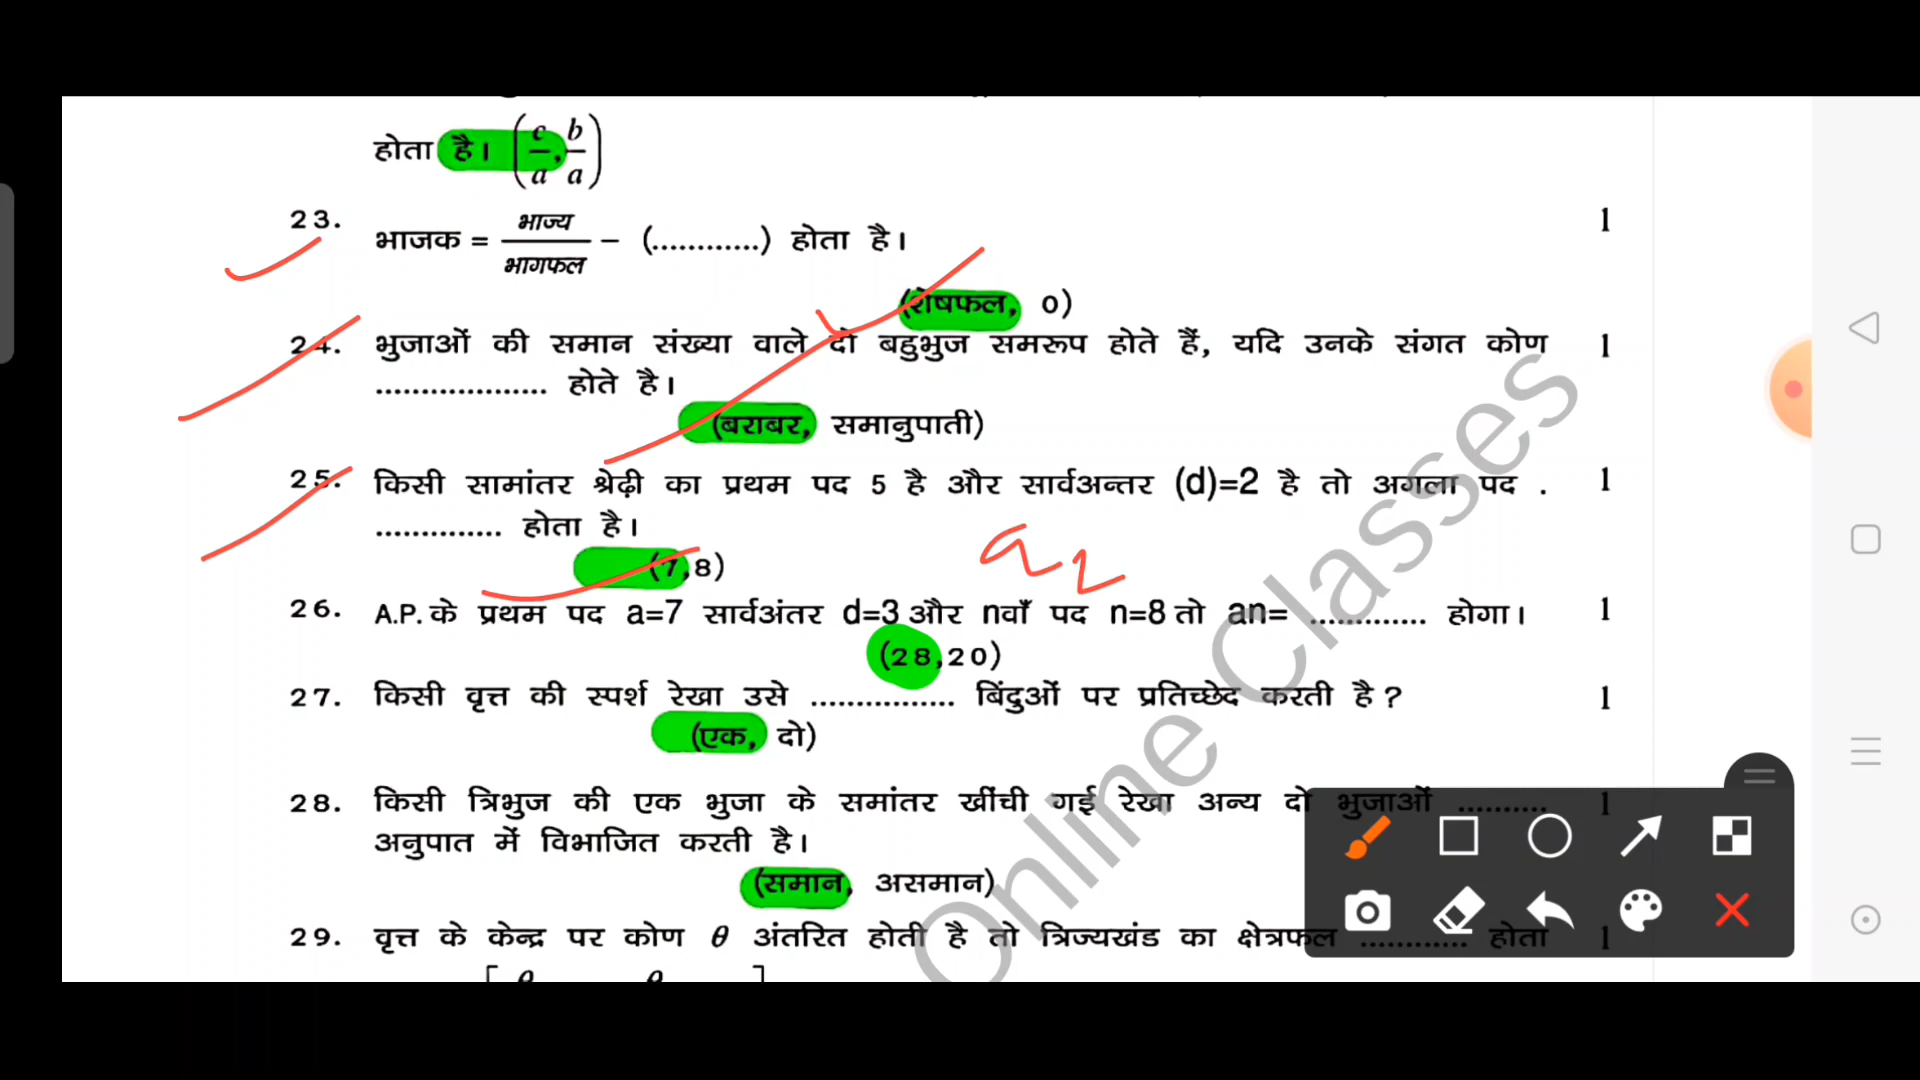 होता है। (c/a, b/a)
23. भाजक = भाज्य/भागफल – (............) होता है। 1
(शेषफल, 0)
24. भुजाओं की समान संख्या वाले दो बहुभुज समरूप होते हैं, यदि उनके संगत कोण 1
................... होते है।
(बराबर, समानुपाती)
25. किसी सामांतर श्रेढ़ी का प्रथम पद 5 है और सार्वअन्तर (d)=2 है तो अगला पद . 1
.............. होता है।
(7,8)
a2
26. A.P. के प्रथम पद a=7 सार्वअंतर d=3 और nवाँ पद n=8 तो an= ............. होगा। 1
(28,20)
27. किसी वृत्त की स्पर्श रेखा उसे ................ बिंदुओं पर प्रतिच्छेद करती है ? 1
(एक, दो)
28. किसी त्रिभुज की एक भुजा के समांतर खींची गई रेखा अन्य दो भुजाओं .......... 1
अनुपात में विभाजित करती है।
(समान, असमान)
29. वृत्त के केन्द्र पर कोण θ अंतरित होती है तो त्रिज्यखंड का क्षेत्रफल ............ होता 1
Online Classes